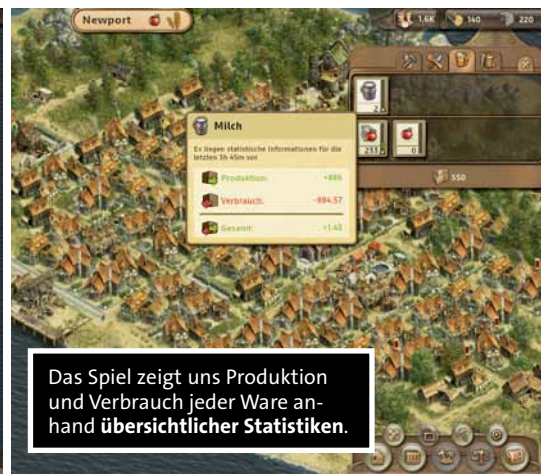 Newport
1,6K 140 220
Milch
Es liegen statistische Informationen für die
letzten 5h 45m vor
Produktion: +886
Verbrauch: -884.57
Gesamt: +1.43
2
233 0
550
Das Spiel zeigt uns Produktion
und Verbrauch jeder Ware an-
hand übersichtlicher Statistiken.